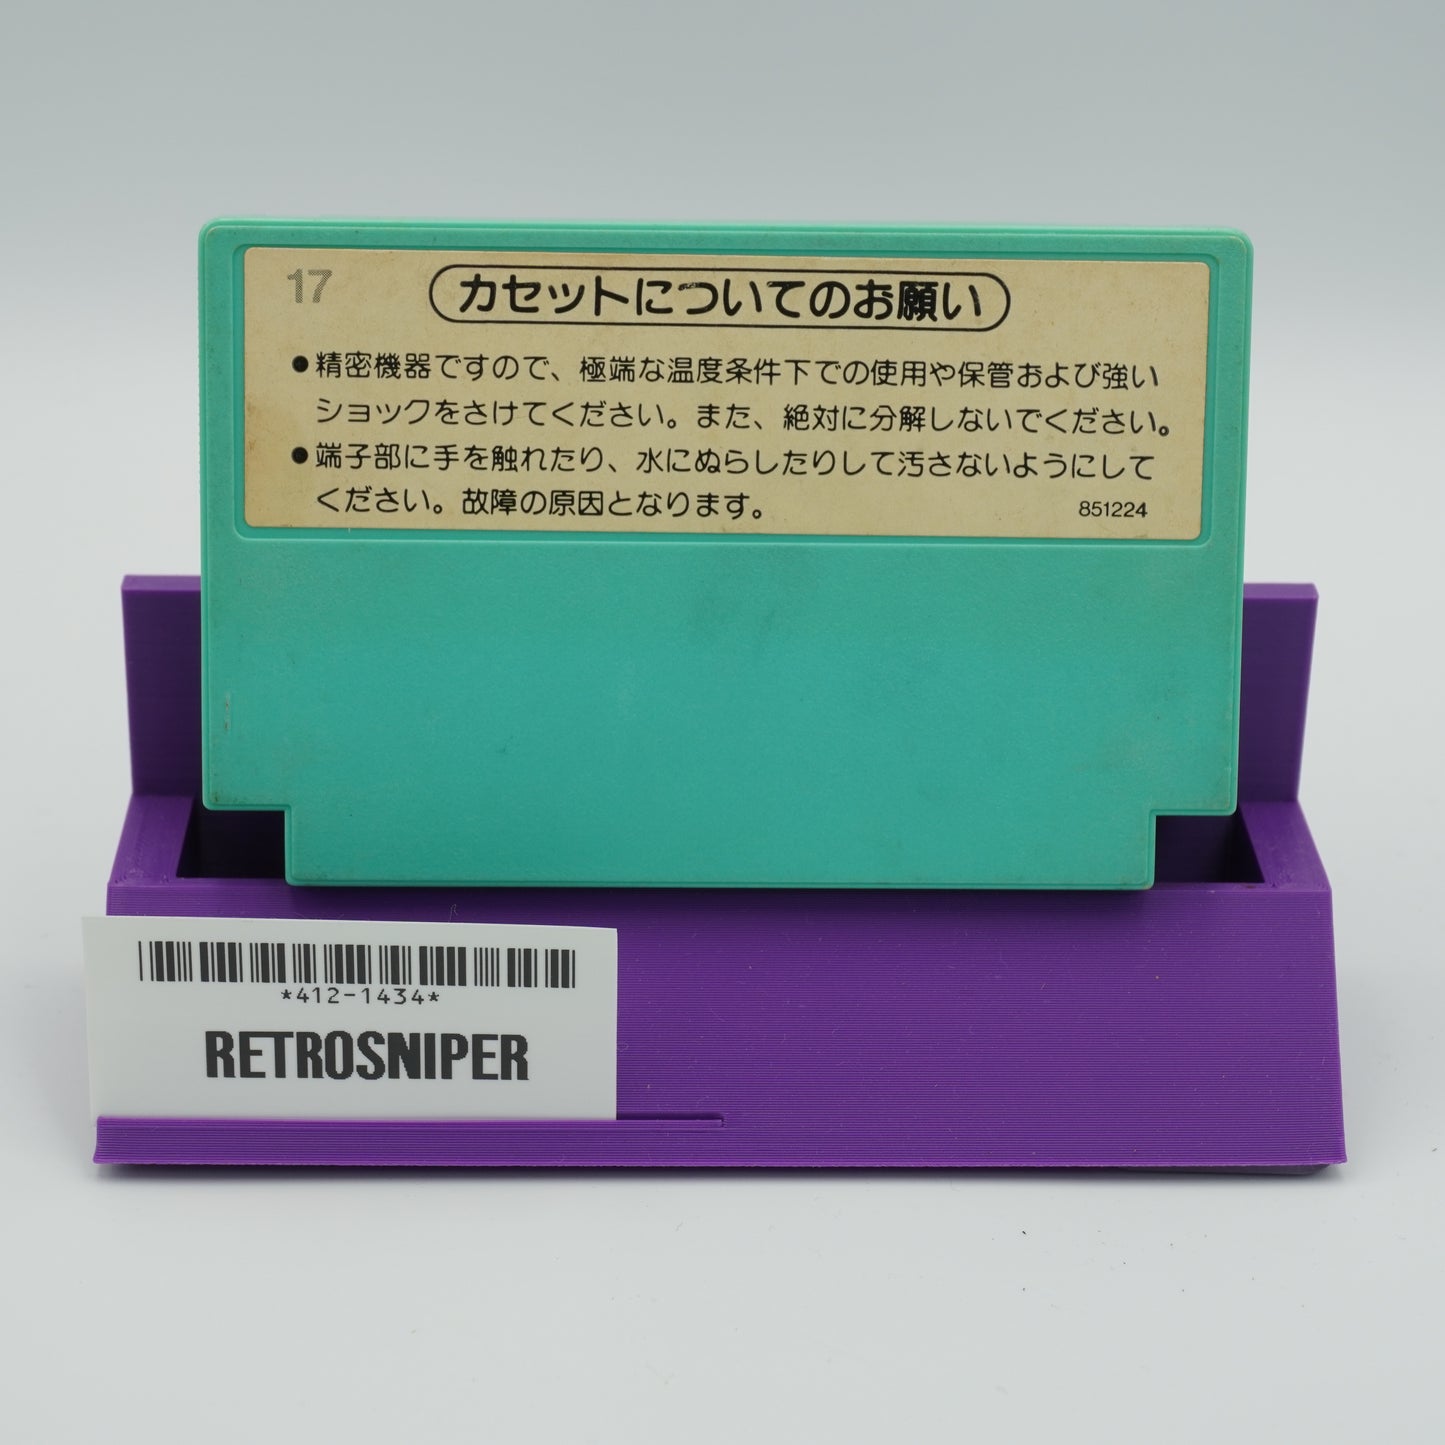 17
カセットについてのお願い
●精密機器ですので、極端な温度条件下での使用や保管および強い
ショックをさけてください。また、絶対に分解しないでください。
●端子部に手を触れたり、水にぬらしたりして汚さないようにして
ください。故障の原因となります。
851224
*412-1434*
RETROSNIPER